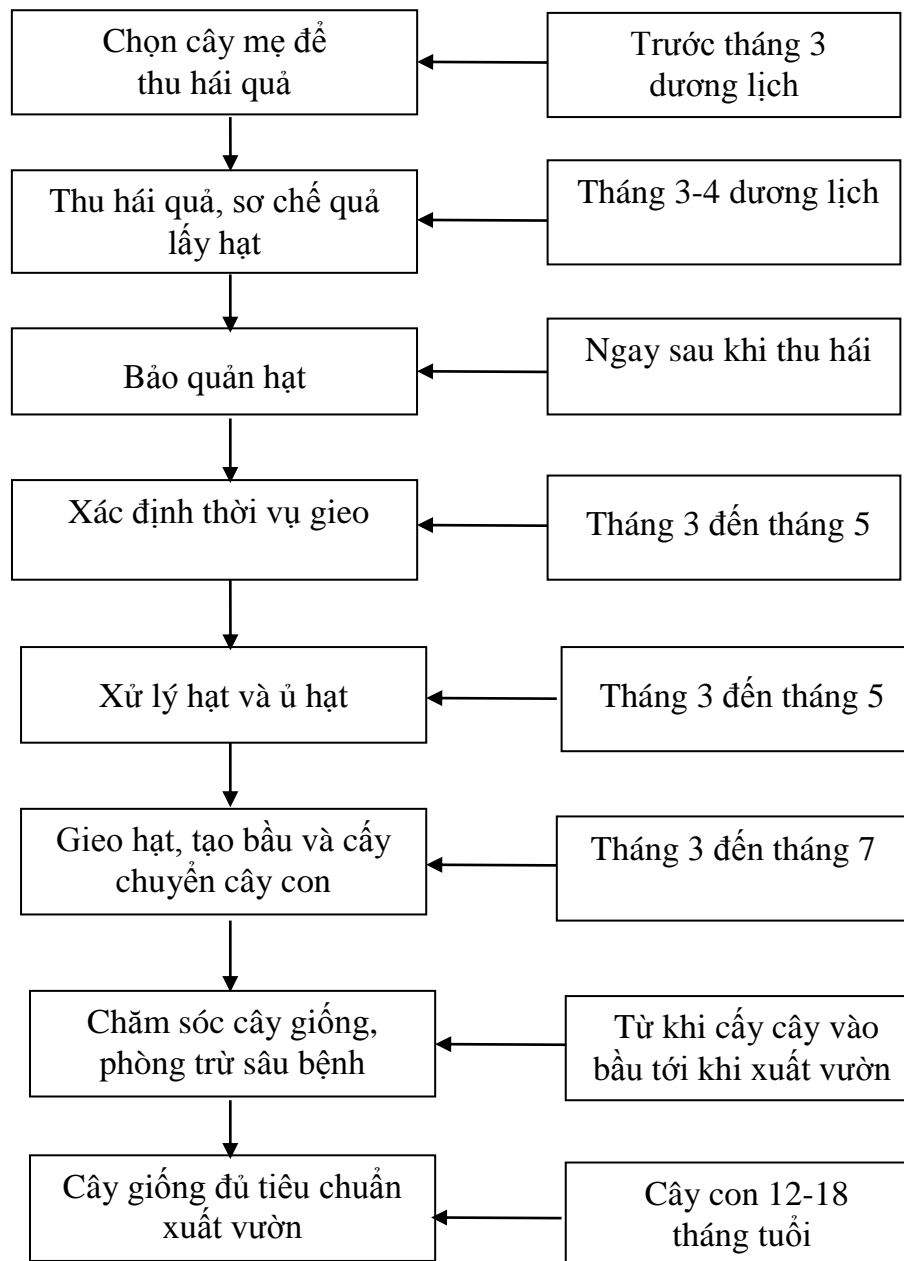 Chọn cây mẹ để
thu hái quả
Trước tháng 3
dương lịch
Thu hái quả, sơ chế quả
lấy hạt
Tháng 3-4 dương lịch
Bảo quản hạt
Ngay sau khi thu hái
Xác định thời vụ gieo
Tháng 3 đến tháng 5
Xử lý hạt và ủ hạt
Tháng 3 đến tháng 5
Gieo hạt, tạo bầu và cấy
chuyển cây con
Tháng 3 đến tháng 7
Chăm sóc cây giống,
phòng trừ sâu bệnh
Từ khi cấy cây vào
bầu tới khi xuất vườn
Cây giống đủ tiêu chuẩn
xuất vườn
Cây con 12-18
tháng tuổi